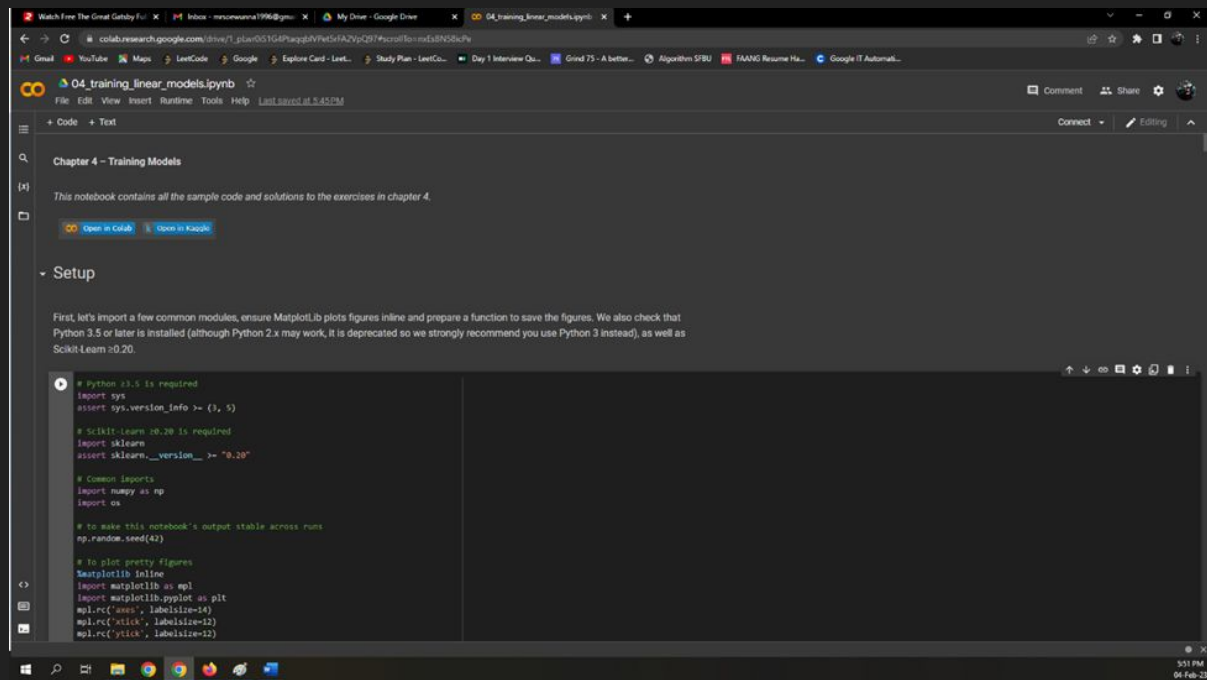 Watch Free The Great Gatsby Ful
Inbox - mrsoewunna1996@gma
My Drive - Google Drive
04_training_linear_models.ipynb
Gmail
YouTube
Maps
LeetCode
Google
Explore Card - Leet...
Study Plan - LeetCo...
Day 1 Interview Qu...
Grind 75 - A better...
Algorithm SFBU
FAANG Resume Ha...
Google IT Automati...
04_training_linear_models.ipynb
File Edit View Insert Runtime Tools Help Last saved at 5:45PM
Comment
Share
+ Code + Text
Connect
Editing
Chapter 4 – Training Models
This notebook contains all the sample code and solutions to the exercises in chapter 4.
Open in Colab
Open in Kaggle
Setup
First, let's import a few common modules, ensure MatplotLib plots figures inline and prepare a function to save the figures. We also check that
Python 3.5 or later is installed (although Python 2.x may work, it is deprecated so we strongly recommend you use Python 3 instead), as well as
Scikit-Learn ≥0.20.
# Python ≥3.5 is required
import sys
assert sys.version_info >= (3, 5)
# Scikit-Learn ≥0.20 is required
import sklearn
assert sklearn.__version__ >= "0.20"
# Common imports
import numpy as np
import os
# to make this notebook's output stable across runs
np.random.seed(42)
# To plot pretty figures
%matplotlib inline
import matplotlib as mpl
import matplotlib.pyplot as plt
mpl.rc('axes', labelsize=14)
mpl.rc('xtick', labelsize=12)
mpl.rc('ytick', labelsize=12)
5:51 PM
04-Feb-23